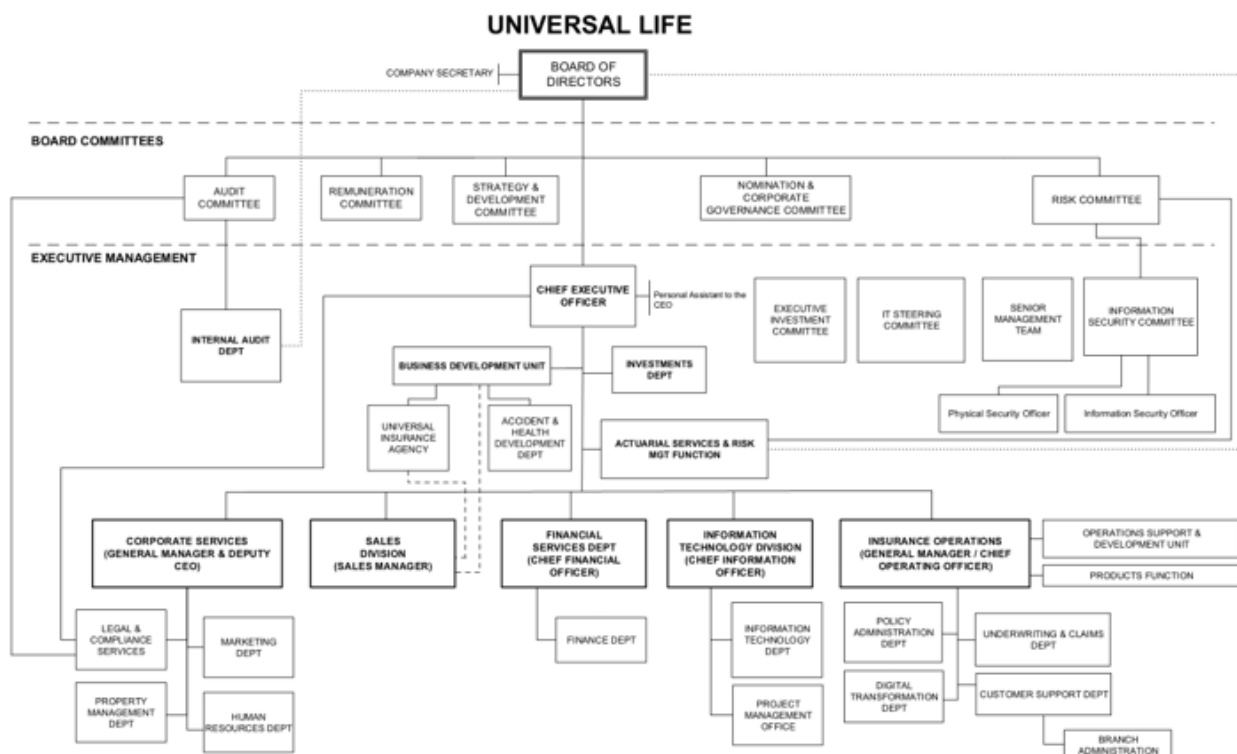 UNIVERSAL LIFE
COMPANY SECRETARY
BOARD OF
DIRECTORS
BOARD COMMITTEES
AUDIT
COMMITTEE
REMUNERATION
COMMITTEE
STRATEGY &
DEVELOPMENT
COMMITTEE
NOMINATION &
CORPORATE
GOVERNANCE COMMITTEE
RISK COMMITTEE
EXECUTIVE MANAGEMENT
CHIEF EXECUTIVE
OFFICER
Personal Assistant to the
CEO
EXECUTIVE
INVESTMENT
COMMITTEE
IT STEERING
COMMITTEE
SENIOR
MANAGEMENT
TEAM
INFORMATION
SECURITY COMMITTEE
INTERNAL AUDIT
DEPT
BUSINESS DEVELOPMENT UNIT
INVESTMENTS
DEPT
Physical Security Officer
Information Security Officer
UNIVERSAL
INSURANCE
AGENCY
ACCIDENT &
HEALTH
DEVELOPMENT
DEPT
ACTUARIAL SERVICES & RISK
MGT FUNCTION
CORPORATE SERVICES
(GENERAL MANAGER & DEPUTY
CEO)
SALES
DIVISION
(SALES MANAGER)
FINANCIAL
SERVICES DEPT
(CHIEF FINANCIAL
OFFICER)
INFORMATION
TECHNOLOGY DIVISION
(CHIEF INFORMATION
OFFICER)
INSURANCE OPERATIONS
(GENERAL MANAGER / CHIEF
OPERATING OFFICER)
OPERATIONS SUPPORT &
DEVELOPMENT UNIT
PRODUCTS FUNCTION
LEGAL &
COMPLIANCE
SERVICES
MARKETING
DEPT
FINANCE DEPT
INFORMATION
TECHNOLOGY
DEPT
POLICY
ADMINISTRATION
DEPT
UNDERWRITING & CLAIMS
DEPT
PROPERTY
MANAGEMENT
DEPT
HUMAN
RESOURCES DEPT
PROJECT
MANAGEMENT
OFFICE
DIGITAL
TRANSFORMATION
DEPT
CUSTOMER SUPPORT DEPT
BRANCH
ADMINISTRATION